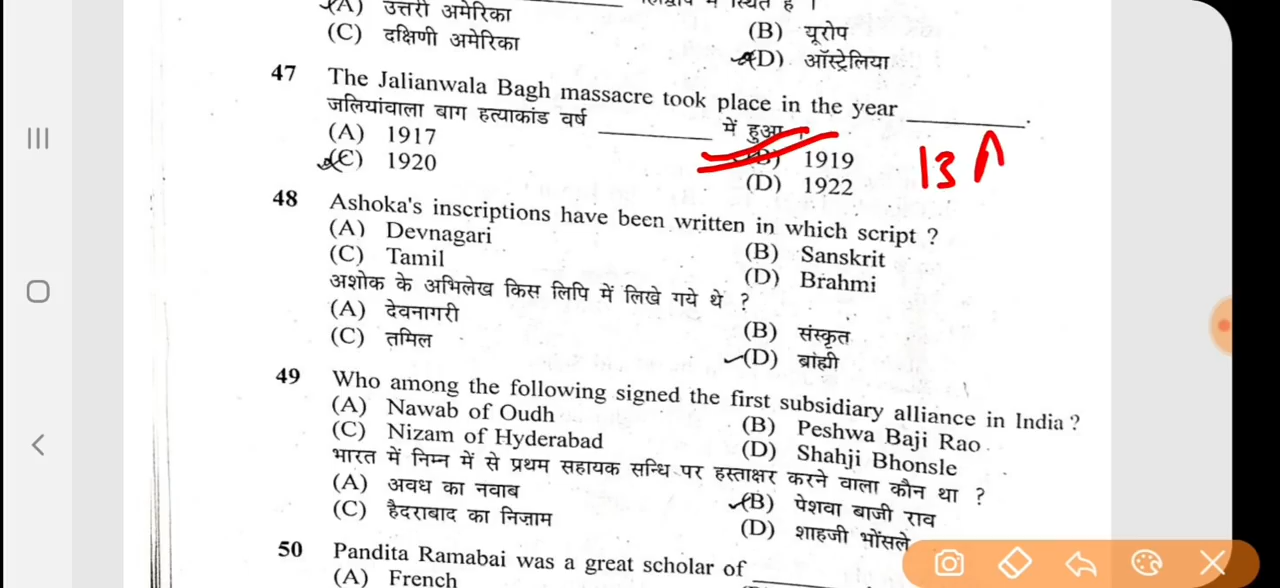 (A) उत्तरी अमेरिका
(B) यूरोप
(C) दक्षिणी अमेरिका
(D) ऑस्ट्रेलिया
47 The Jalianwala Bagh massacre took place in the year ________.
जलियांवाला बाग हत्याकांड वर्ष ________ में हुआ ।
(A) 1917
(B) 1919
(C) 1920
(D) 1922
13 A
48 Ashoka's inscriptions have been written in which script ?
(A) Devnagari
(B) Sanskrit
(C) Tamil
(D) Brahmi
अशोक के अभिलेख किस लिपि में लिखे गये थे ?
(A) देवनागरी
(B) संस्कृत
(C) तमिल
(D) ब्रांह्मी
49 Who among the following signed the first subsidiary alliance in India ?
(A) Nawab of Oudh
(B) Peshwa Baji Rao
(C) Nizam of Hyderabad
(D) Shahji Bhonsle
भारत में निम्न में से प्रथम सहायक सन्धि पर हस्ताक्षर करने वाला कौन था ?
(A) अवध का नवाब
(B) पेशवा बाजी राव
(C) हैदराबाद का निज़ाम
(D) शाहजी भोंसले
50 Pandita Ramabai was a great scholar of ________
(A) French